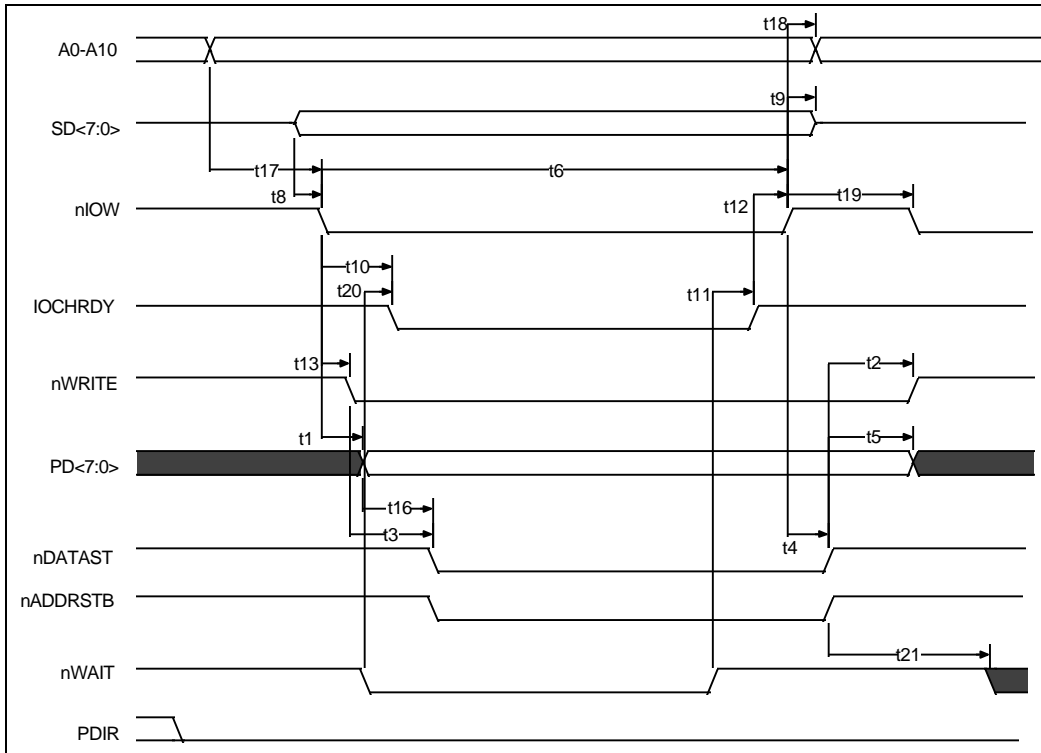 t18
A0-A10
t9
SD<7:0>
t17 t6
t8 t12 t19
nIOW
t10
t20 t11
IOCHRDY
t13 t2
nWRITE
t1 t5
PD<7:0>
t16
t3 t4
nDATAST
nADDRSTB
t21
nWAIT
PDIR